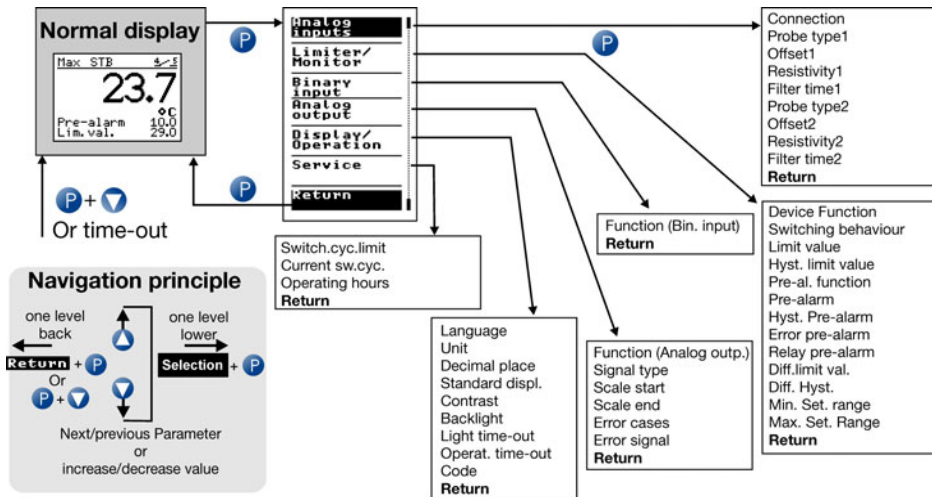 Normal display
Max STB
23.7
°C
Pre-alarm 10.0
Lim.val. 29.0
P
P
P + ▽
Or time-out
Analog
inputs
Limiter/
Monitor
Binary
input
Analog
output
Display/
Operation
Service
Return
P
Connection
Probe type1
Offset1
Resistivity1
Filter time1
Probe type2
Offset2
Resistivity2
Filter time2
Return
Device Function
Switching behaviour
Limit value
Hyst. limit value
Pre-al. function
Pre-alarm
Hyst. Pre-alarm
Error pre-alarm
Relay pre-alarm
Diff.limit val.
Diff. Hyst.
Min. Set. range
Max. Set. Range
Return
Function (Bin. input)
Return
Function (Analog outp.)
Signal type
Scale start
Scale end
Error cases
Error signal
Return
Language
Unit
Decimal place
Standard displ.
Contrast
Backlight
Light time-out
Operat. time-out
Code
Return
Switch.cyc.limit
Current sw.cyc.
Operating hours
Return
Navigation principle
one level
back
Return + P
Or
P + ▽
one level
lower
Selection + P
Next/previous Parameter
or
increase/decrease value